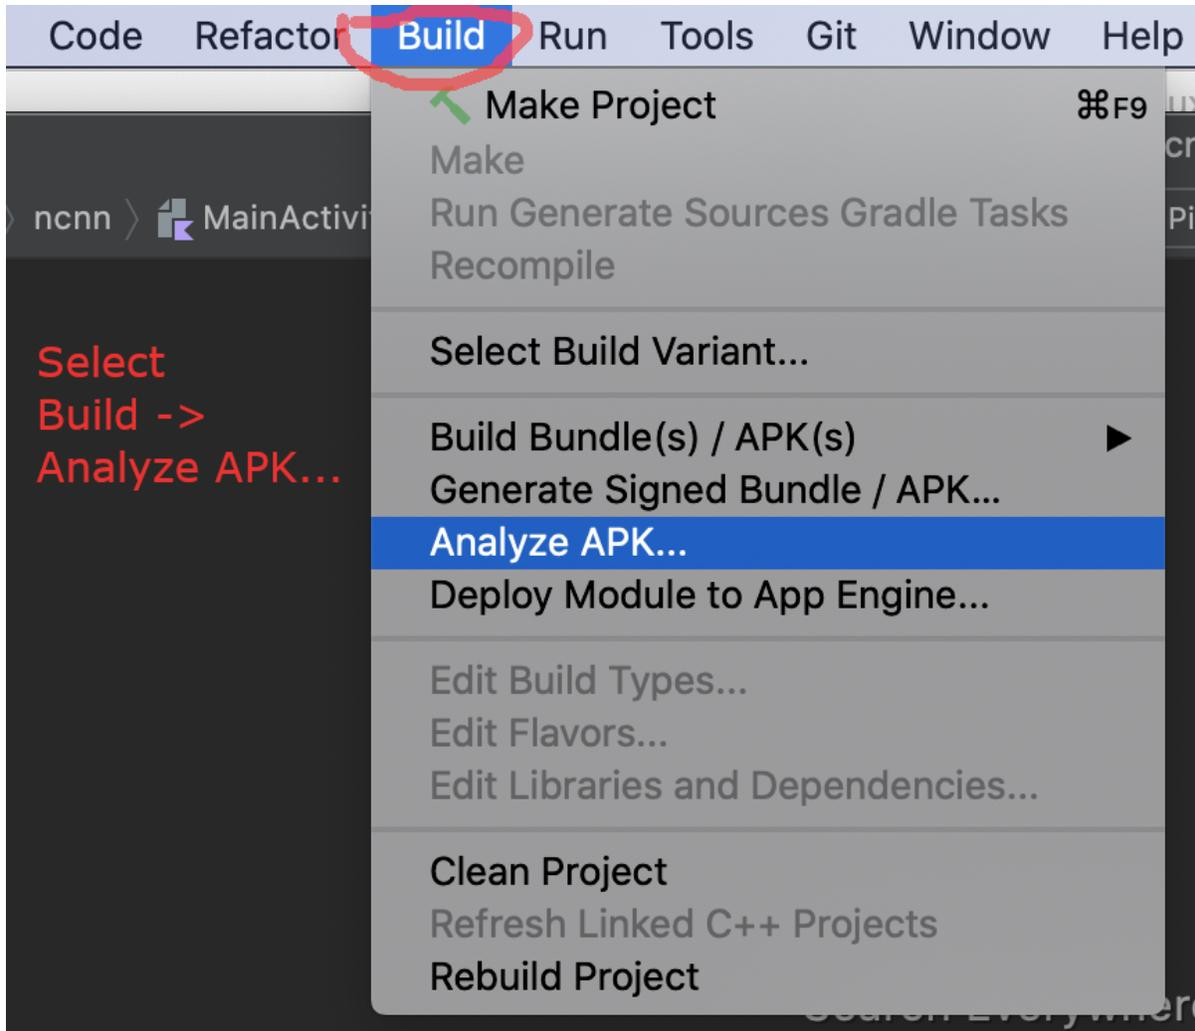 Code Refactor Build Run Tools Git Window Help
Make Project ⌘F9
Make
ncnn MainActivi
Run Generate Sources Gradle Tasks
Pi
Recompile
Select
Build ->
Analyze APK...
Select Build Variant...
Build Bundle(s) / APK(s)
Generate Signed Bundle / APK...
Analyze APK...
Deploy Module to App Engine...
Edit Build Types...
Edit Flavors...
Edit Libraries and Dependencies...
Clean Project
Refresh Linked C++ Projects
Rebuild Project